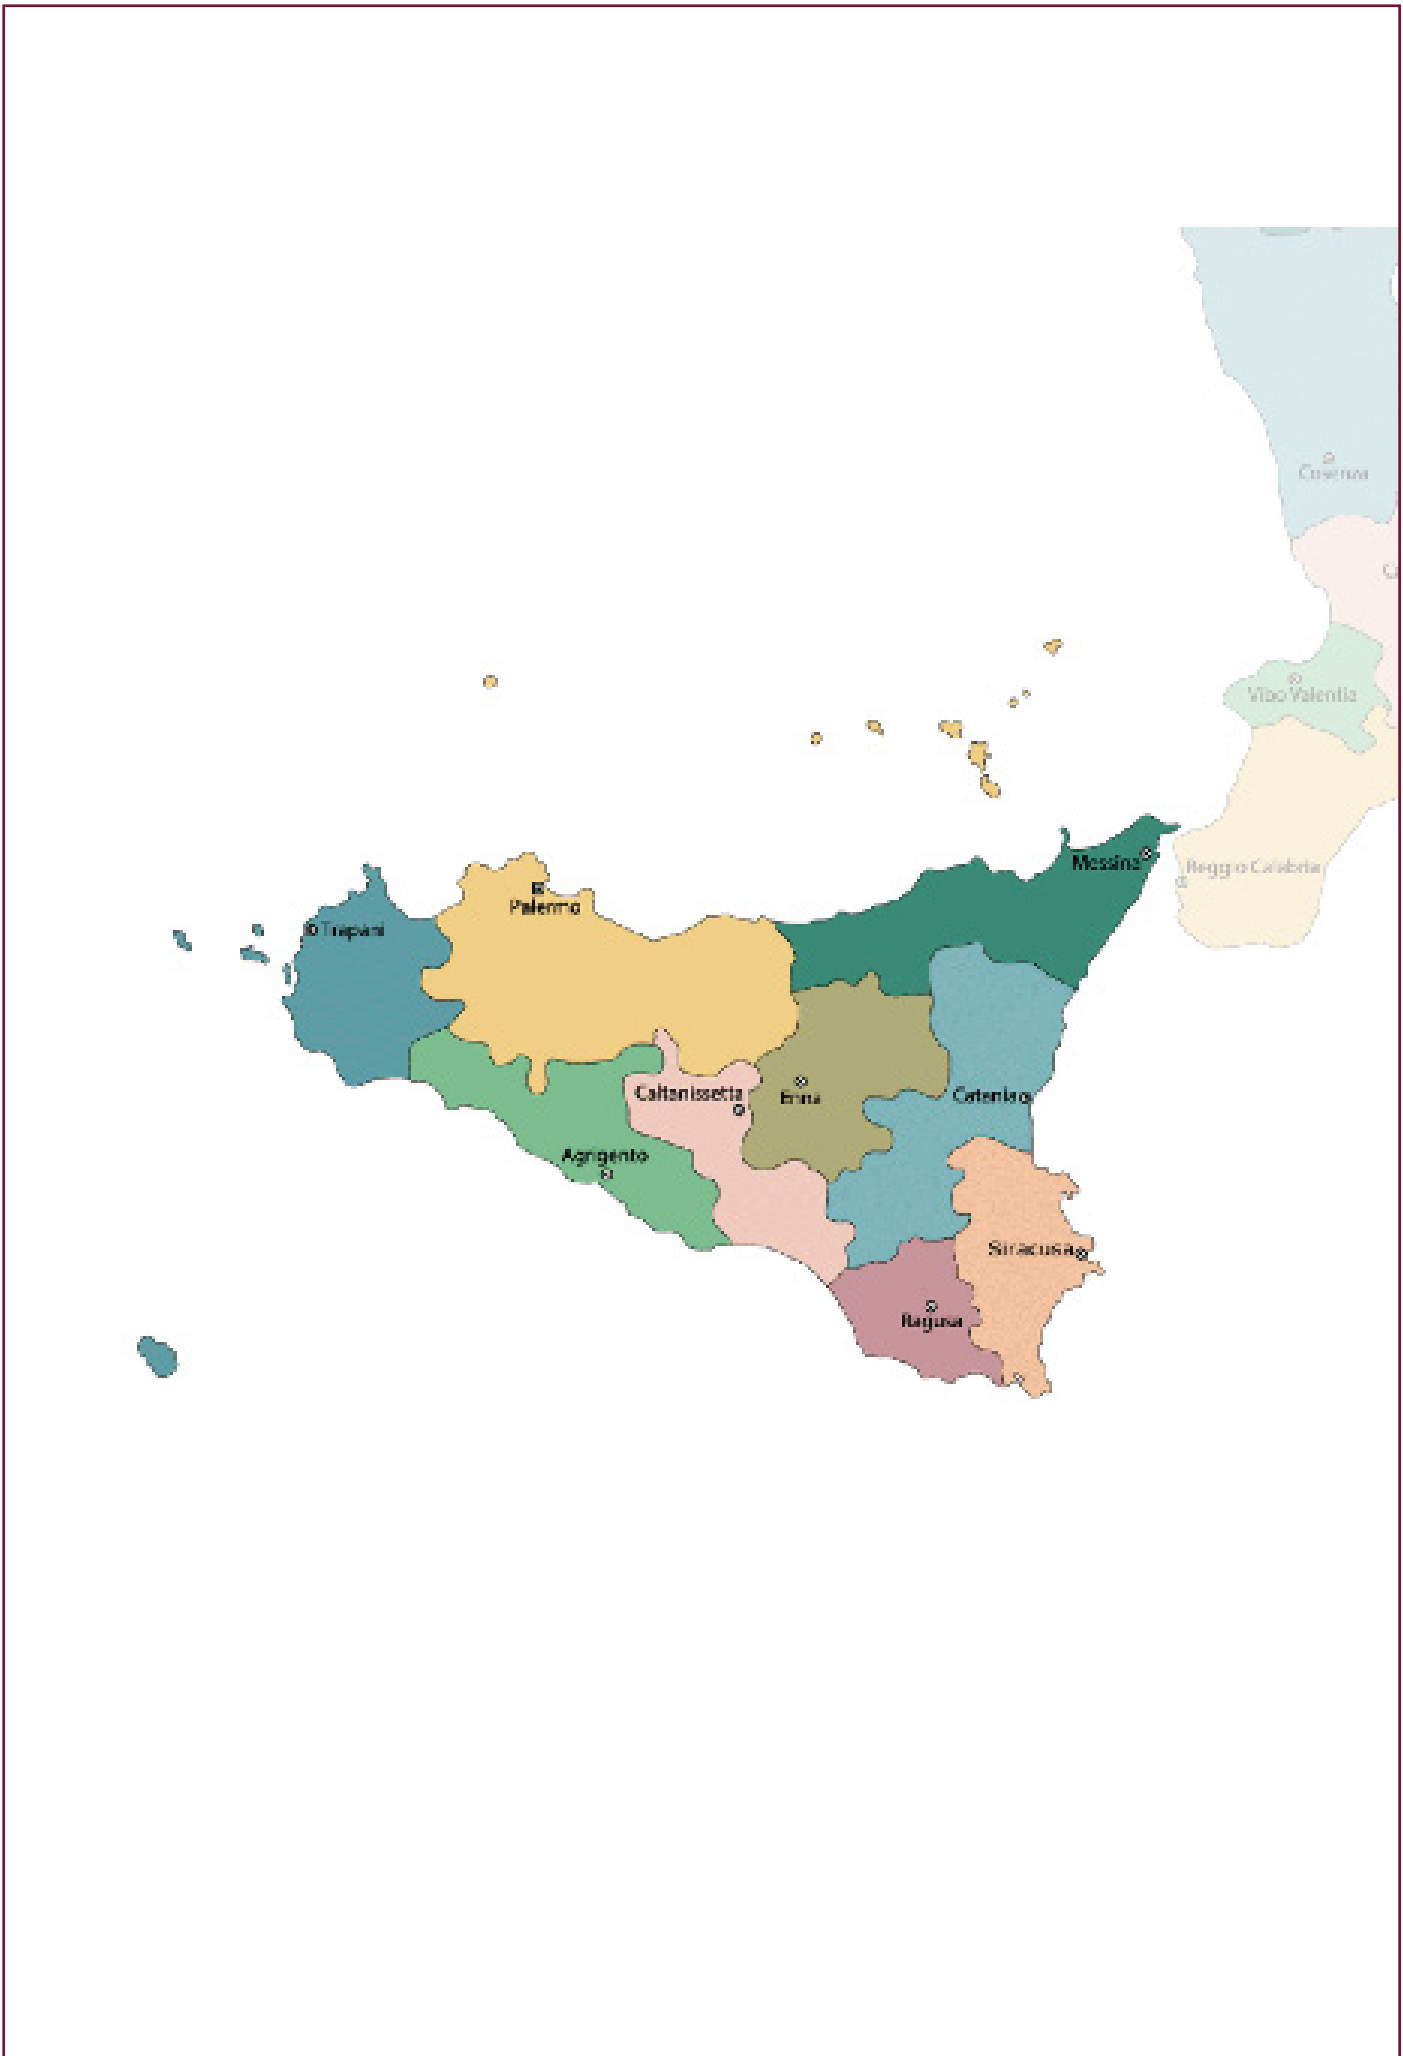 Cosenza
Vibo Valentia
Messina
Reggio Calabria
Palermo
Trapani
Caltanissetta
Enna
Catania
Agrigento
Siracusa
Ragusa